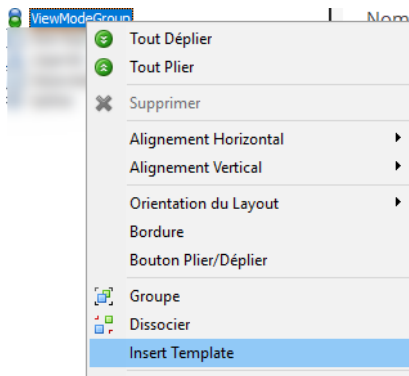 ViewModeGroup
Nom
Tout Déplier
Tout Plier
Supprimer
Alignement Horizontal
Alignement Vertical
Orientation du Layout
Bordure
Bouton Plier/Déplier
Groupe
Dissocier
Insert Template